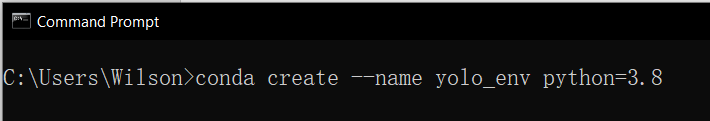 Command Prompt
C:\Users\Wilson>conda create --name yolo_env python=3.8